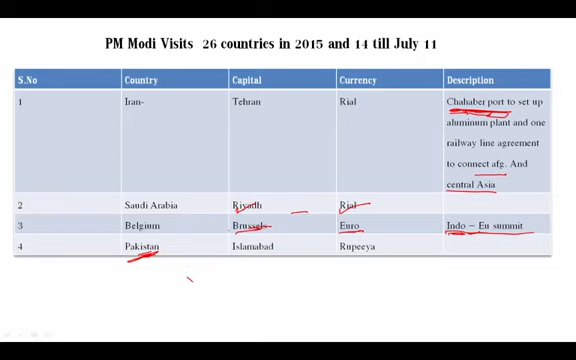 PM Modi Visits 26 countries in 2015 and 14 till July 11
S.No Country Capital Currency Description
1 Iran- Tehran Rial Chahaber port to set up
aluminum plant and one
railway line agreement
to connect afg. And
central Asia
2 Saudi Arabia Riyadh Rial
3 Belgium Brussels Euro Indo – Eu summit
4 Pakistan Islamabad Rupeeya